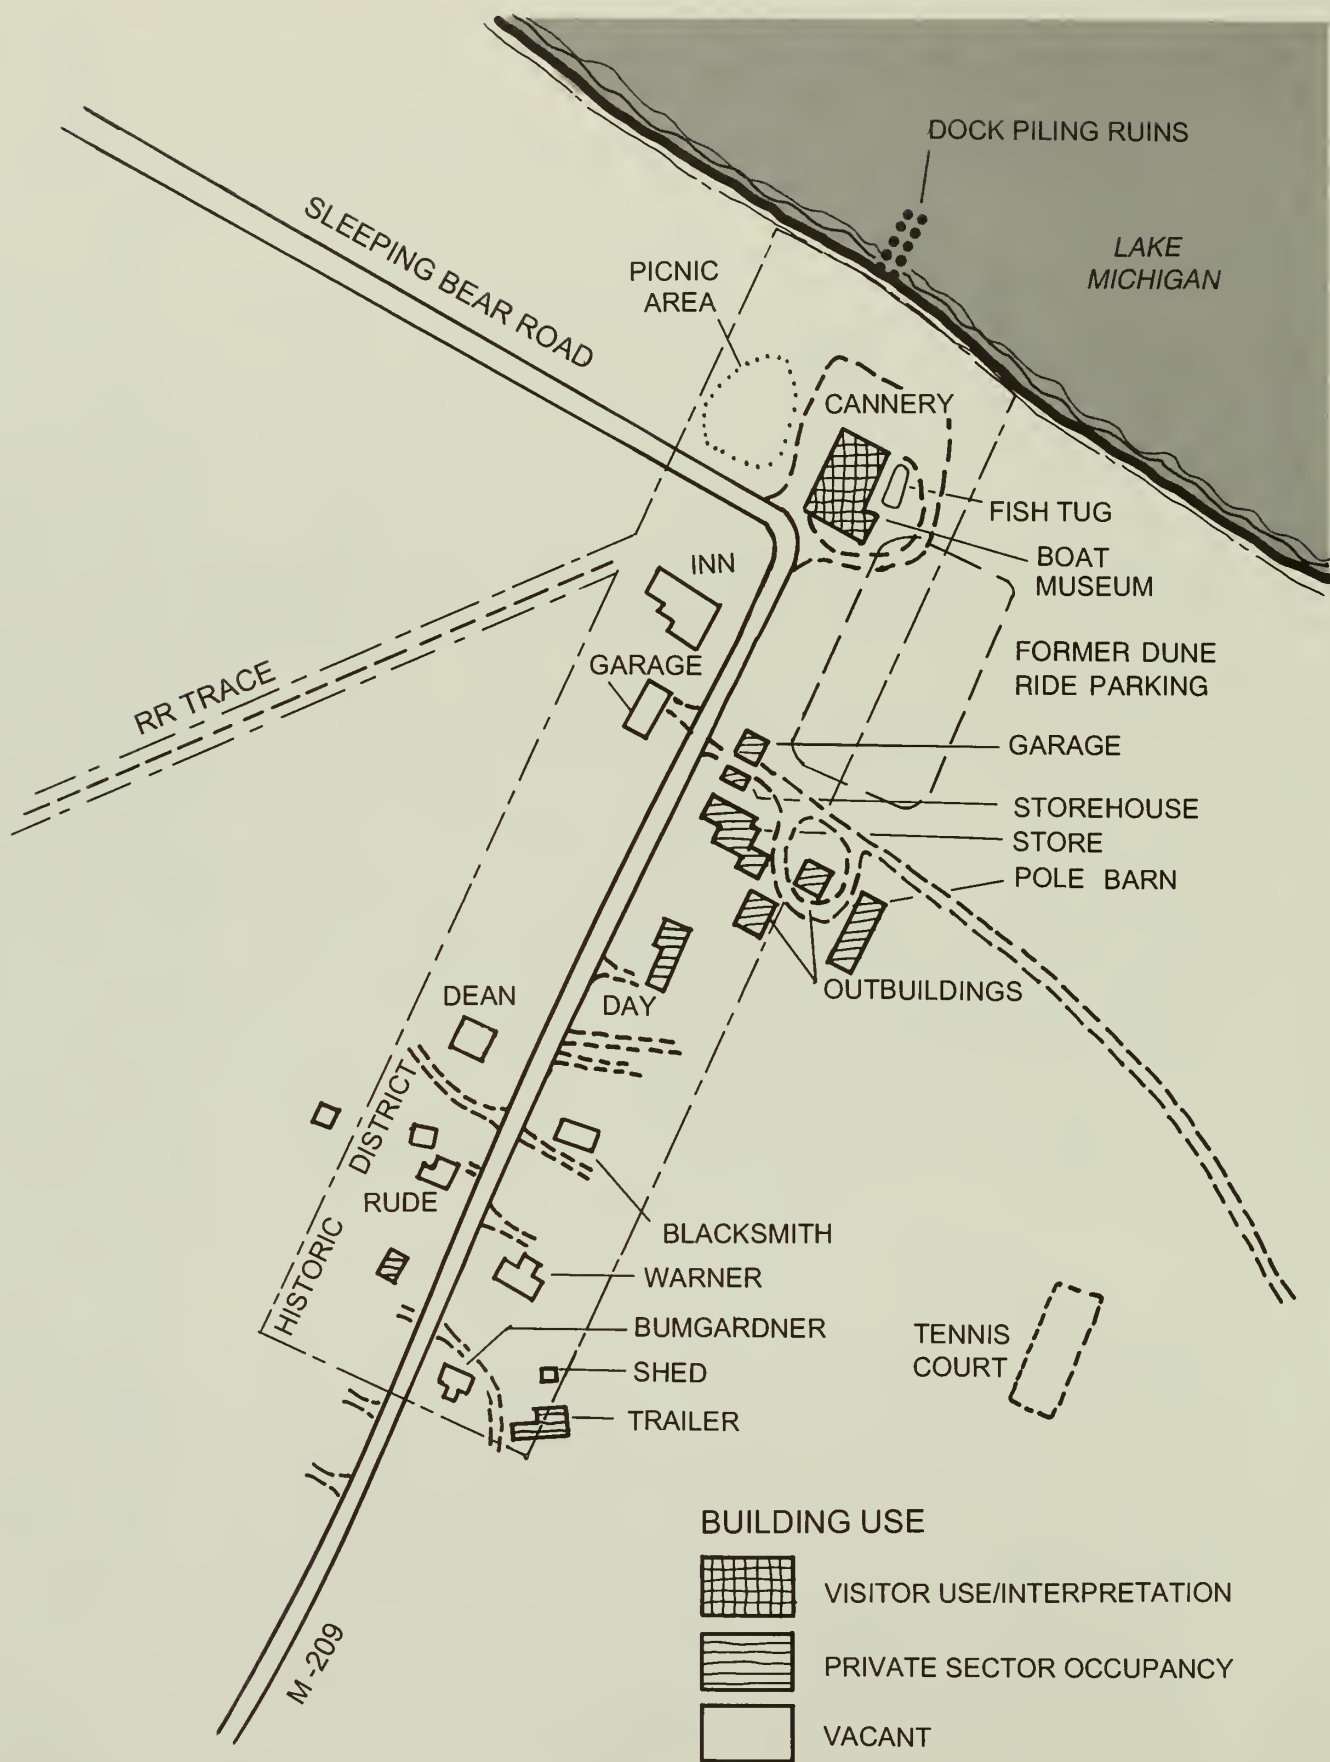 DOCK PILING RUINS
LAKE
MICHIGAN
SLEEPING BEAR ROAD
PICNIC
AREA
CANNERY
FISH TUG
BOAT
MUSEUM
INN
GARAGE
RR TRACE
FORMER DUNE
RIDE PARKING
GARAGE
STOREHOUSE
STORE
POLE BARN
OUTBUILDINGS
DEAN
DAY
HISTORIC DISTRICT
RUDE
BLACKSMITH
WARNER
BUMGARDNER
SHED
TRAILER
TENNIS
COURT
M-209
BUILDING USE
VISITOR USE/INTERPRETATION
PRIVATE SECTOR OCCUPANCY
VACANT